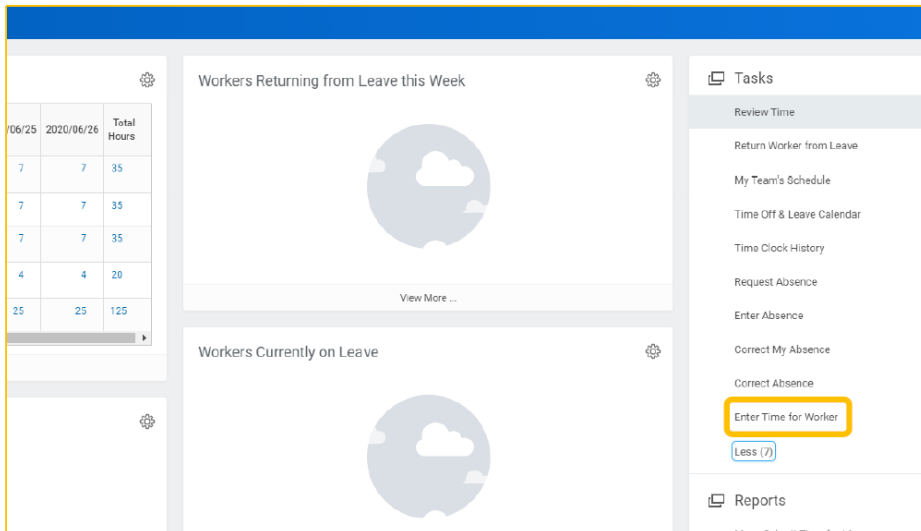 Workers Returning from Leave this Week
Tasks
/06/25 2020/06/26 Total Hours
7 7 35
7 7 35
7 7 35
4 4 20
25 25 125
View More ...
Workers Currently on Leave
Review Time
Return Worker from Leave
My Team's Schedule
Time Off & Leave Calendar
Time Clock History
Request Absence
Enter Absence
Correct My Absence
Correct Absence
Enter Time for Worker
Less (7)
Reports